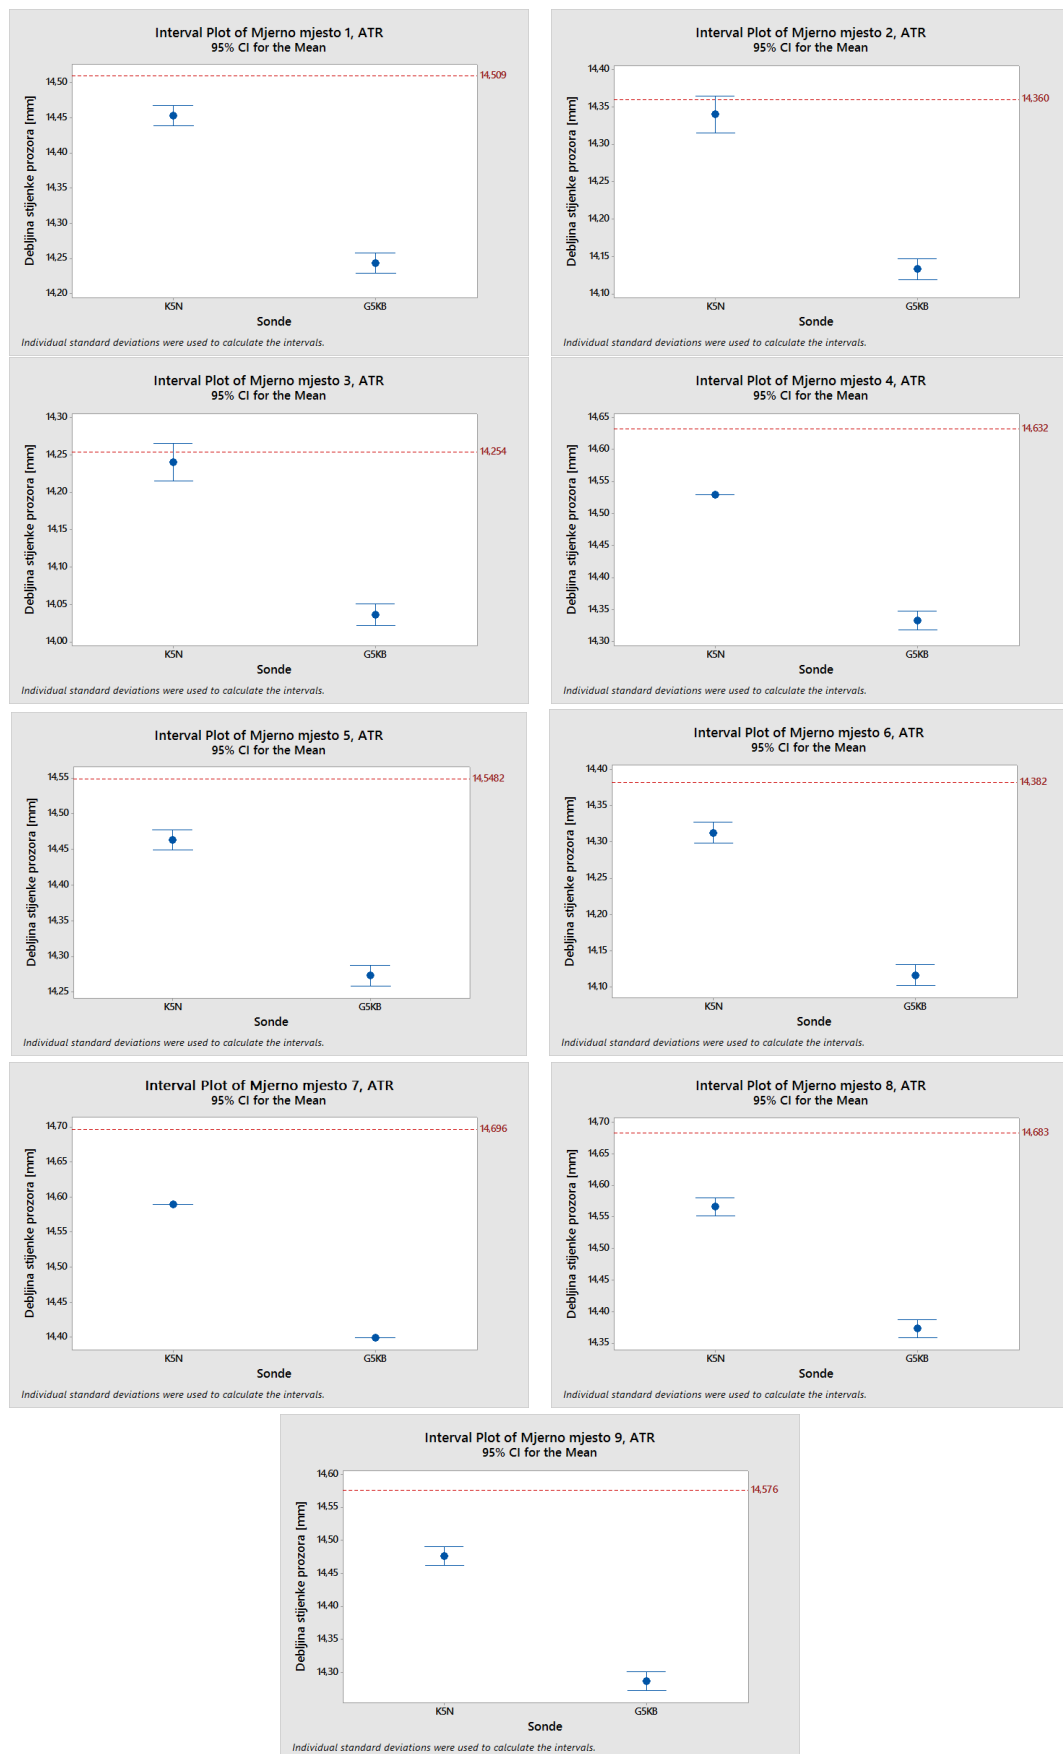 Interval Plot of Mjerno mjesto 1, ATR
95% CI for the Mean
Debljina stijenke prozora [mm]
14,50
14,45
14,40
14,35
14,30
14,25
14,20
14,509
K5N
G5KB
Sonde
Individual standard deviations were used to calculate the intervals.
Interval Plot of Mjerno mjesto 2, ATR
95% CI for the Mean
Debljina stijenke prozora [mm]
14,40
14,35
14,30
14,25
14,20
14,15
14,10
14,360
K5N
G5KB
Sonde
Individual standard deviations were used to calculate the intervals.
Interval Plot of Mjerno mjesto 3, ATR
95% CI for the Mean
Debljina stijenke prozora [mm]
14,30
14,25
14,20
14,15
14,10
14,05
14,00
14,254
K5N
G5KB
Sonde
Individual standard deviations were used to calculate the intervals.
Interval Plot of Mjerno mjesto 4, ATR
95% CI for the Mean
Debljina stijenke prozora [mm]
14,65
14,60
14,55
14,50
14,45
14,40
14,35
14,30
14,632
K5N
G5KB
Sonde
Individual standard deviations were used to calculate the intervals.
Interval Plot of Mjerno mjesto 5, ATR
95% CI for the Mean
Debljina stijenke prozora [mm]
14,55
14,50
14,45
14,40
14,35
14,30
14,25
14,5482
K5N
G5KB
Sonde
Individual standard deviations were used to calculate the intervals.
Interval Plot of Mjerno mjesto 6, ATR
95% CI for the Mean
Debljina stijenke prozora [mm]
14,40
14,35
14,30
14,25
14,20
14,15
14,10
14,382
K5N
G5KB
Sonde
Individual standard deviations were used to calculate the intervals.
Interval Plot of Mjerno mjesto 7, ATR
95% CI for the Mean
Debljina stijenke prozora [mm]
14,70
14,65
14,60
14,55
14,50
14,45
14,40
14,696
K5N
G5KB
Sonde
Individual standard deviations were used to calculate the intervals.
Interval Plot of Mjerno mjesto 8, ATR
95% CI for the Mean
Debljina stijenke prozora [mm]
14,70
14,65
14,60
14,55
14,50
14,45
14,40
14,35
14,683
K5N
G5KB
Sonde
Individual standard deviations were used to calculate the intervals.
Interval Plot of Mjerno mjesto 9, ATR
95% CI for the Mean
Debljina stijenke prozora [mm]
14,60
14,55
14,50
14,45
14,40
14,35
14,30
14,576
K5N
G5KB
Sonde
Individual standard deviations were used to calculate the intervals.